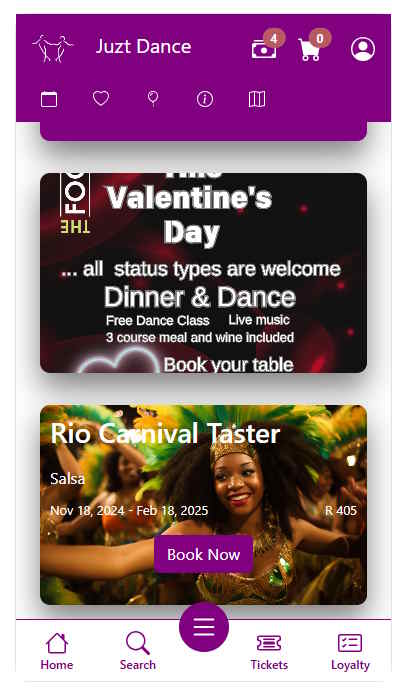 Juzt Dance
4
0
THE
FOO
This
Valentine's
Day
... all status types are welcome
Dinner & Dance
Free Dance Class Live music
3 course meal and wine included
Book your table
Rio Carnival Taster
Salsa
Nov 18, 2024 - Feb 18, 2025
R 405
Book Now
Home Search Tickets Loyalty